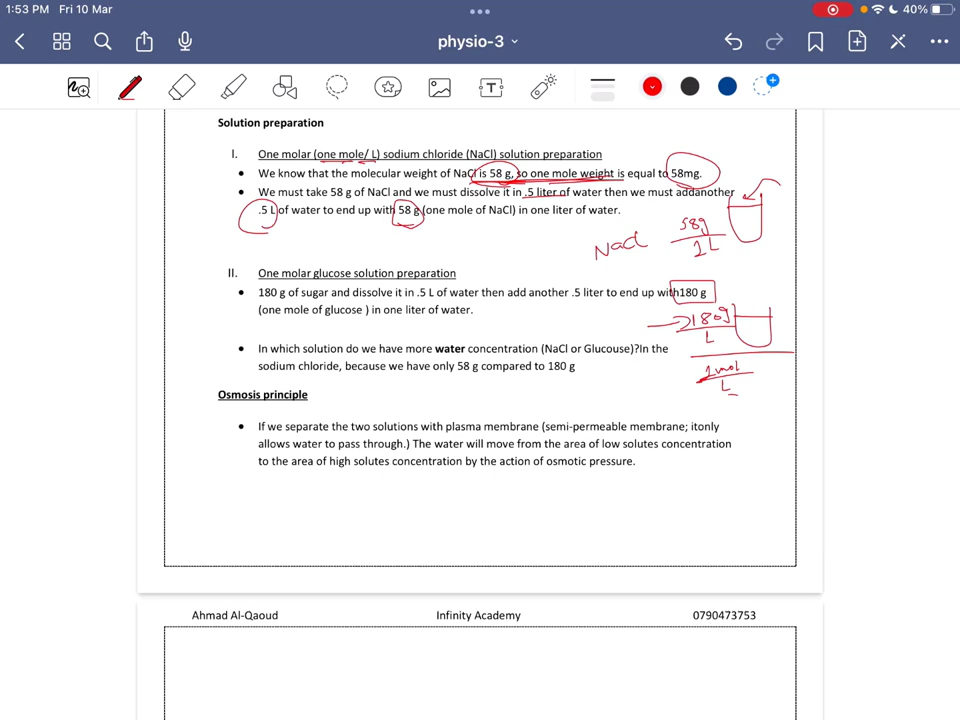 1:53 PM Fri 10 Mar
40%
physio-3
Solution preparation
I. One molar (one mole/ L) sodium chloride (NaCl) solution preparation
• We know that the molecular weight of NaCl is 58 g, so one mole weight is equal to 58mg.
• We must take 58 g of NaCl and we must dissolve it in .5 liter of water then we must addanother
.5 L of water to end up with 58 g (one mole of NaCl) in one liter of water.
NaCl 58g
1L
II. One molar glucose solution preparation
• 180 g of sugar and dissolve it in .5 L of water then add another .5 liter to end up with180 g
(one mole of glucose ) in one liter of water.
180g
L
• In which solution do we have more water concentration (NaCl or Glucouse)?In the
sodium chloride, because we have only 58 g compared to 180 g
1mol
L
Osmosis principle
• If we separate the two solutions with plasma membrane (semi-permeable membrane; itonly
allows water to pass through.) The water will move from the area of low solutes concentration
to the area of high solutes concentration by the action of osmotic pressure.
Ahmad Al-Qaoud Infinity Academy 0790473753